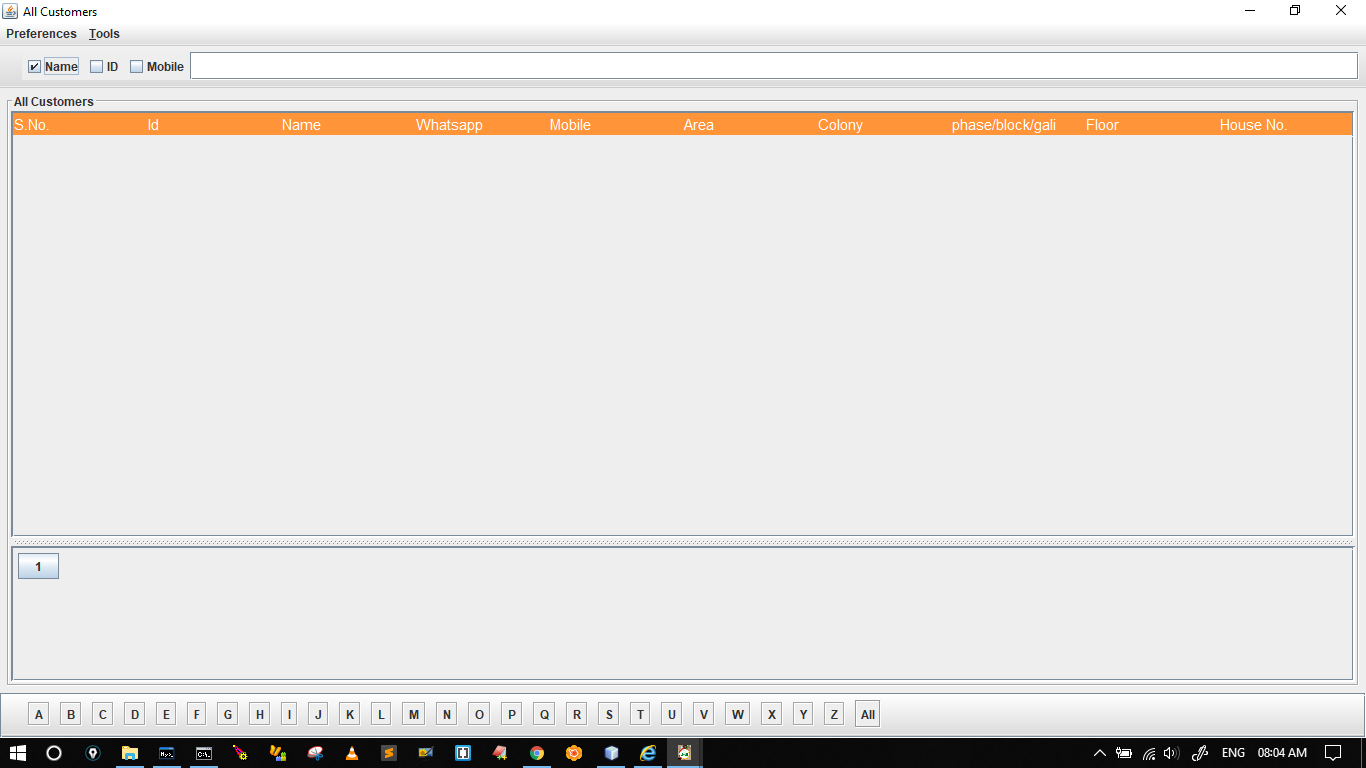 All Customers
Preferences Tools
Name ID Mobile
All Customers
S.No. Id Name Whatsapp Mobile Area Colony phase/block/gali Floor House No.
1
A B C D E F G H I J K L M N O P Q R S T U V W X Y Z All
ENG 08:04 AM